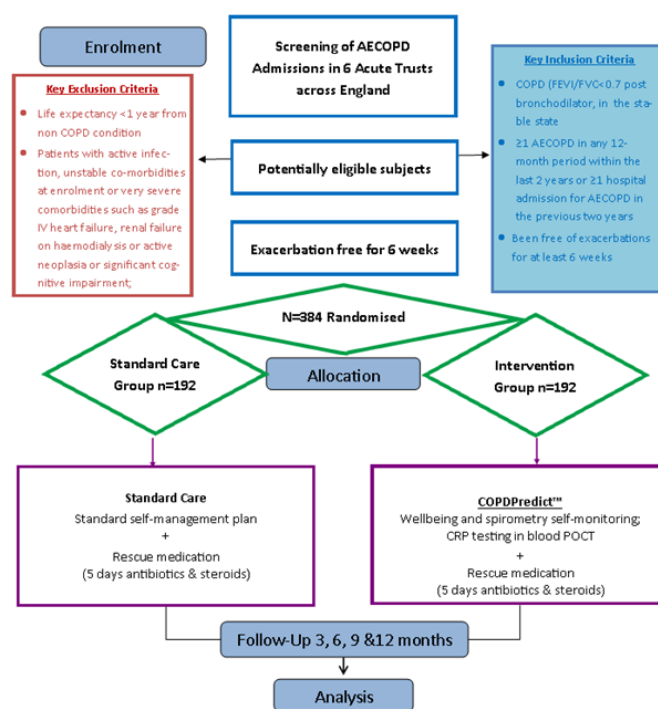 Enrolment
Screening of AECOPD
Admissions in 6 Acute Trusts
across England
Key Exclusion Criteria
• Life expectancy <1 year from
non COPD condition
• Patients with active infec-
tion, unstable co-morbidities
at enrolment or very severe
comorbidities such as grade
IV heart failure, renal failure
on haemodialysis or active
neoplasia or significant cog-
nitive impairment;
Key Inclusion Criteria
• COPD (FEVI/FVC<0.7 post
bronchodilator, in the sta-
ble state
• ≥1 AECOPD in any 12-
month period within the
last 2 years or ≥1 hospital
admission for AECOPD in
the previous two years
• Been free of exacerbations
for at least 6 weeks
Potentially eligible subjects
Exacerbation free for 6 weeks
N=384 Randomised
Standard Care
Group n=192
Allocation
Intervention
Group n=192
Standard Care
Standard self-management plan
+
Rescue medication
(5 days antibiotics & steroids)
COPDPredict™
Wellbeing and spirometry self-monitoring;
CRP testing in blood POCT
+
Rescue medication
(5 days antibiotics & steroids)
Follow-Up 3, 6, 9 &12 months
Analysis